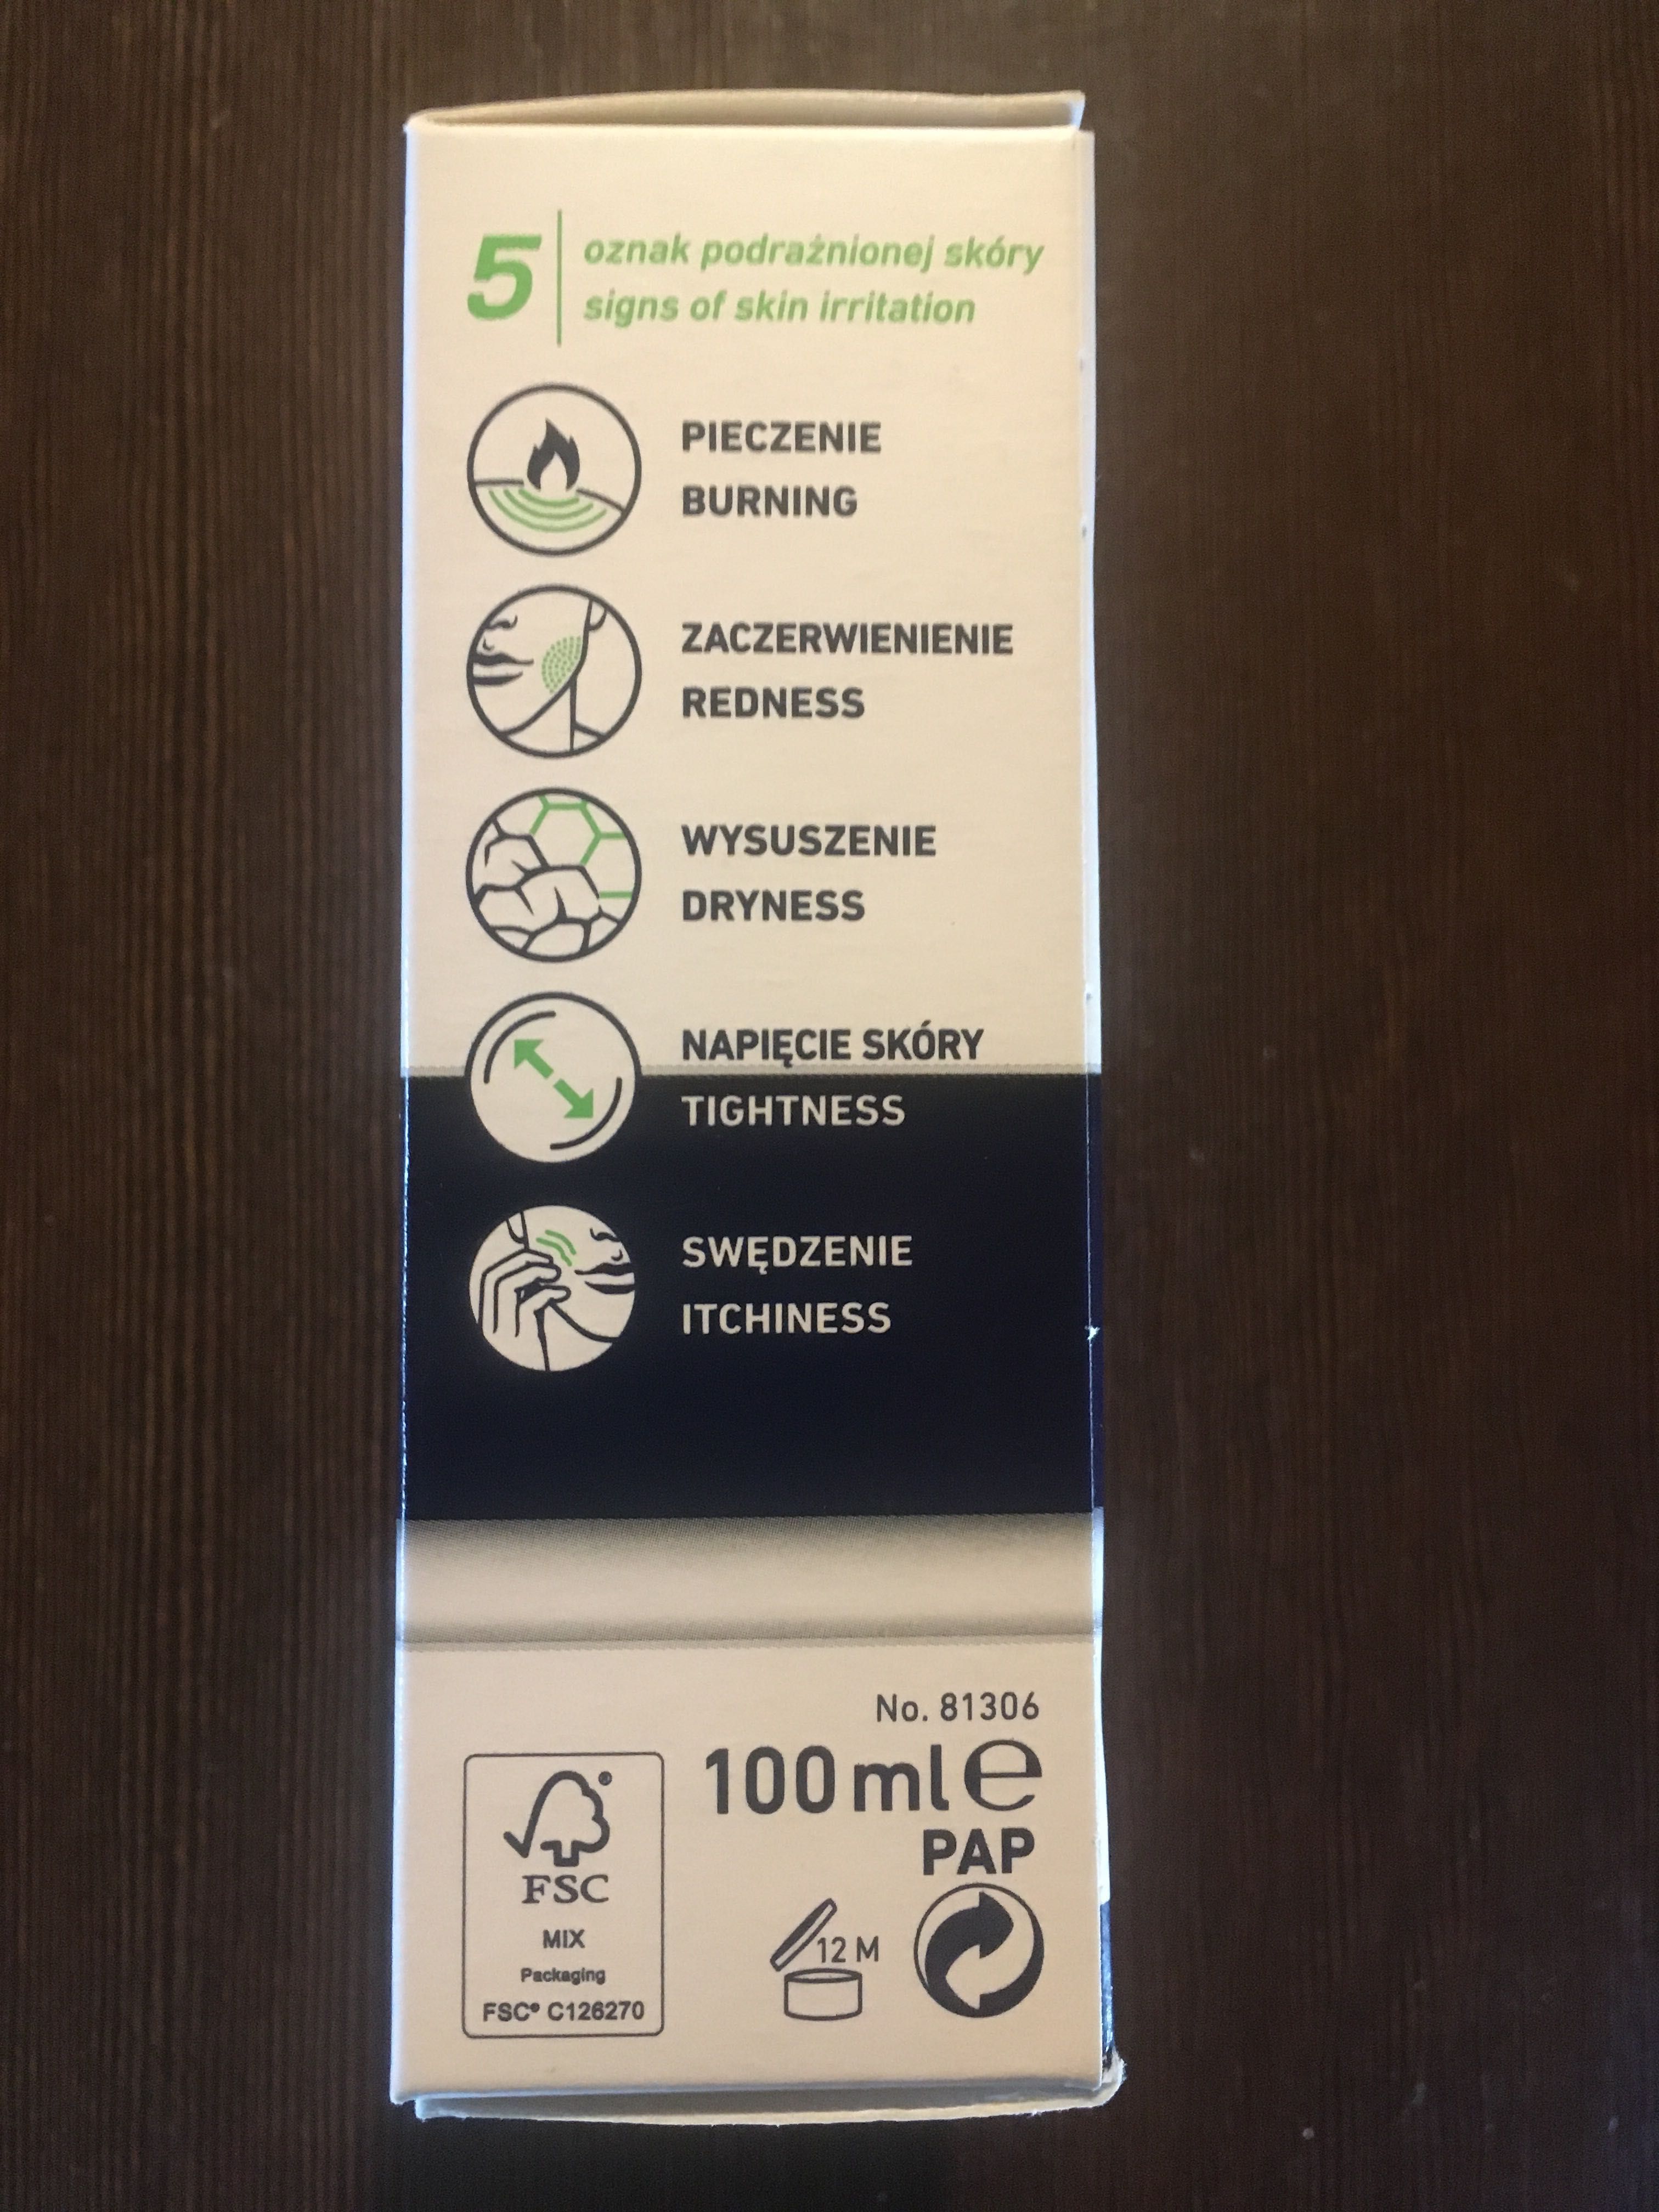 5
oznak podrażnionej skóry
signs of skin irritation
PIECZENIE
BURNING
ZACZERWIENIENIE
REDNESS
WYSUSZENIE
DRYNESS
NAPIĘCIE SKÓRY
TIGHTNESS
SWĘDZENIE
ITCHINESS
No. 81306
100 ml ℮
PAP
12 M
®
FSC
MIX
Packaging
FSC® C126270